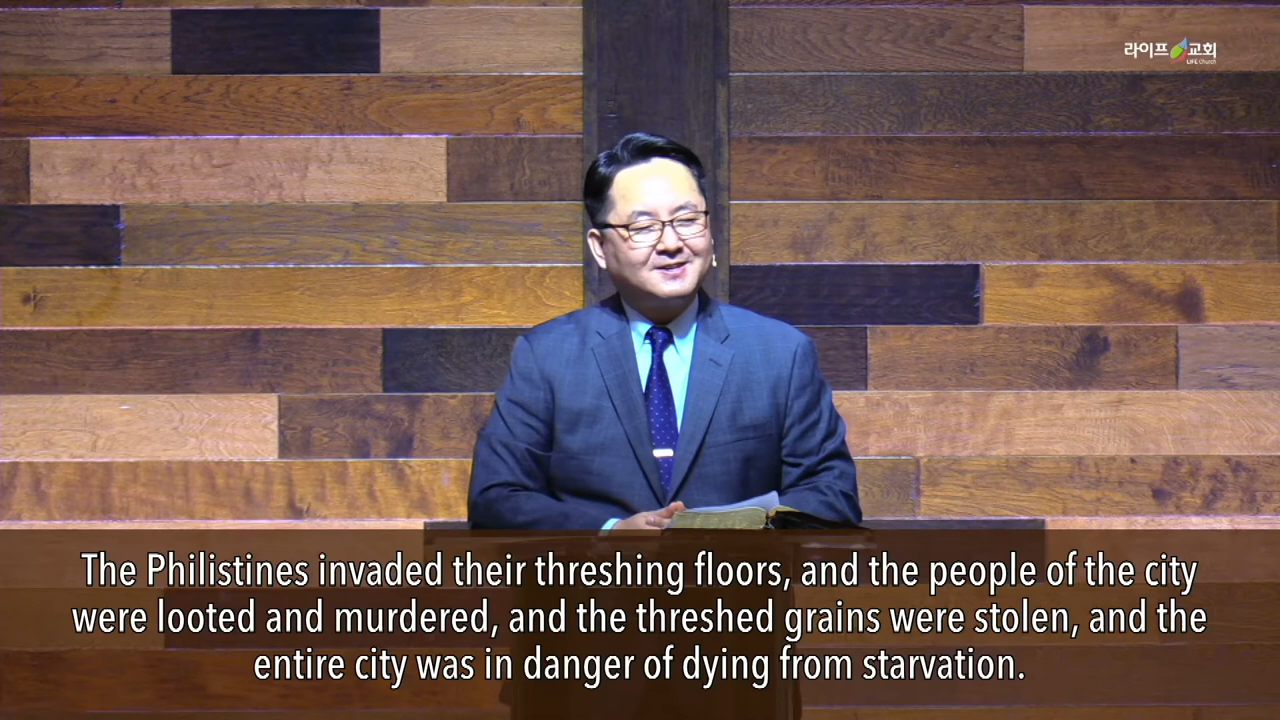 라이프교회
LIFE Church
The Philistines invaded their threshing floors, and the people of the city
were looted and murdered, and the threshed grains were stolen, and the
entire city was in danger of dying from starvation.